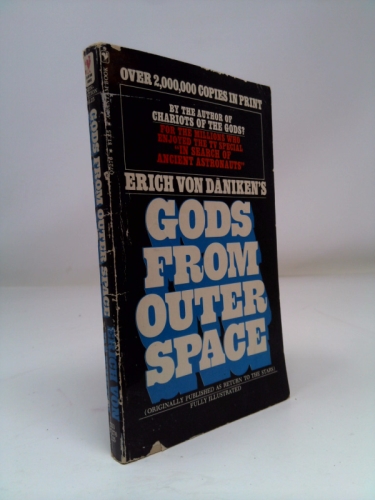 OVER 2,000,000 COPIES IN PRINT
BY THE AUTHOR OF
CHARIOTS OF THE GODS?
FOR THE MILLIONS WHO
ENJOYED THE TV SPECIAL
"IN SEARCH OF
ANCIENT ASTRONAUTS"
ERICH VON DÄNIKEN'S
GODS
FROM
OUTER
SPACE
(ORIGINALLY PUBLISHED AS RETURN TO THE STARS)
FULLY ILLUSTRATED
GODS FROM OUTER SPACE